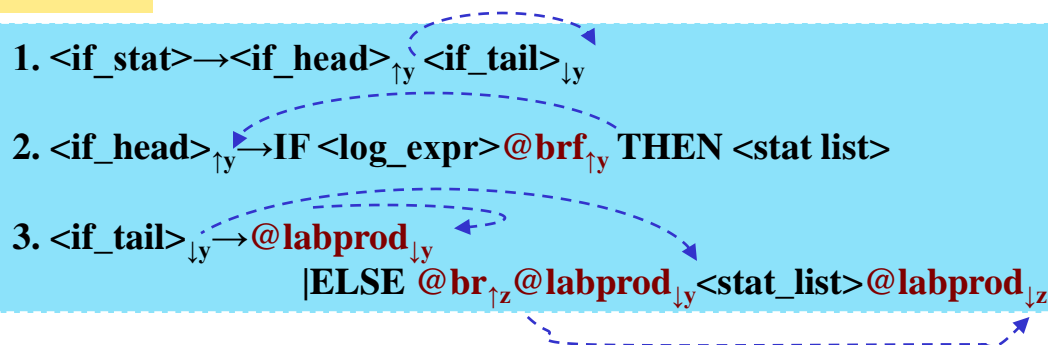 1. <if_stat>→<if_head>↑y <if_tail>↓y
2. <if_head>↑y→IF <log_expr>@brf↑y THEN <stat list>
3. <if_tail>↓y→@labprod↓y
|ELSE @br↑z@labprod↓y<stat_list>@labprod↓z